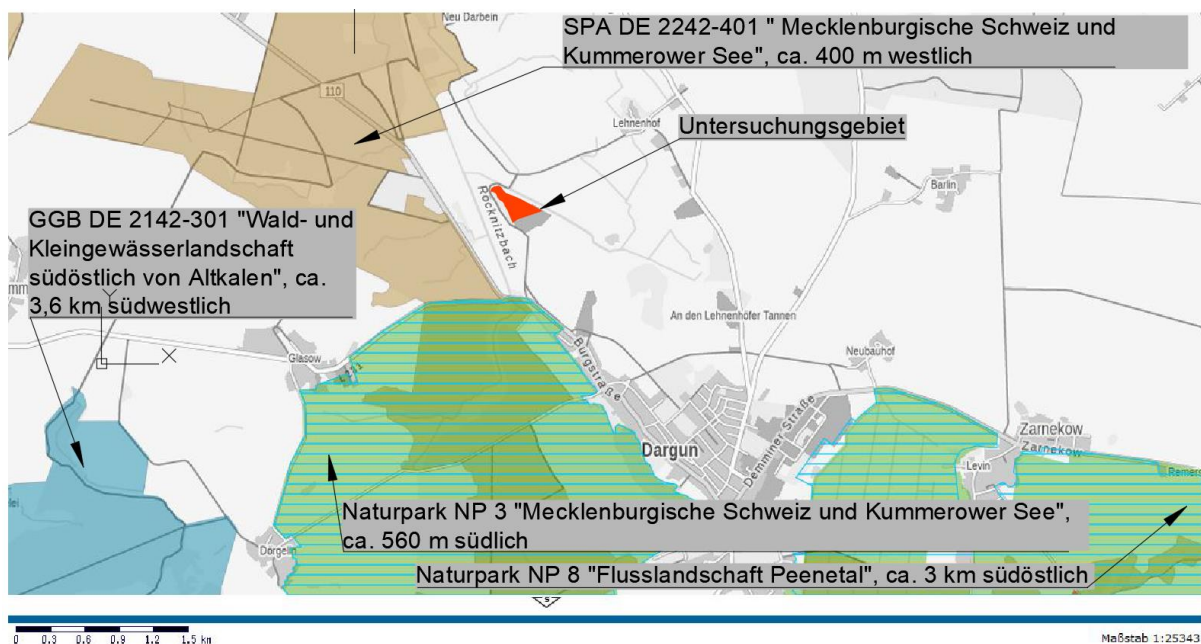 Neu Darbein
SPA DE 2242-401 " Mecklenburgische Schweiz und
Kummerower See", ca. 400 m westlich
110
Lehnenhof
Untersuchungsgebiet
Barlin
Röcknitzbach
GGB DE 2142-301 "Wald- und
Kleingewässerlandschaft
südöstlich von Altkalen", ca.
3,6 km südwestlich
Y
X
An den Lehnenhöfer Tannen
Glasow
L 231
Burgstraße
Neubauhof
Dargun
Demminer Straße
Zarnekow
Zarnekow
Levin
Naturpark NP 3 "Mecklenburgische Schweiz und Kummerower See",
ca. 560 m südlich
Dörgelin
Naturpark NP 8 "Flusslandschaft Peenetal", ca. 3 km südöstlich
S
0 0.3 0.6 0.9 1.2 1.5 km
Maßstab 1:25343